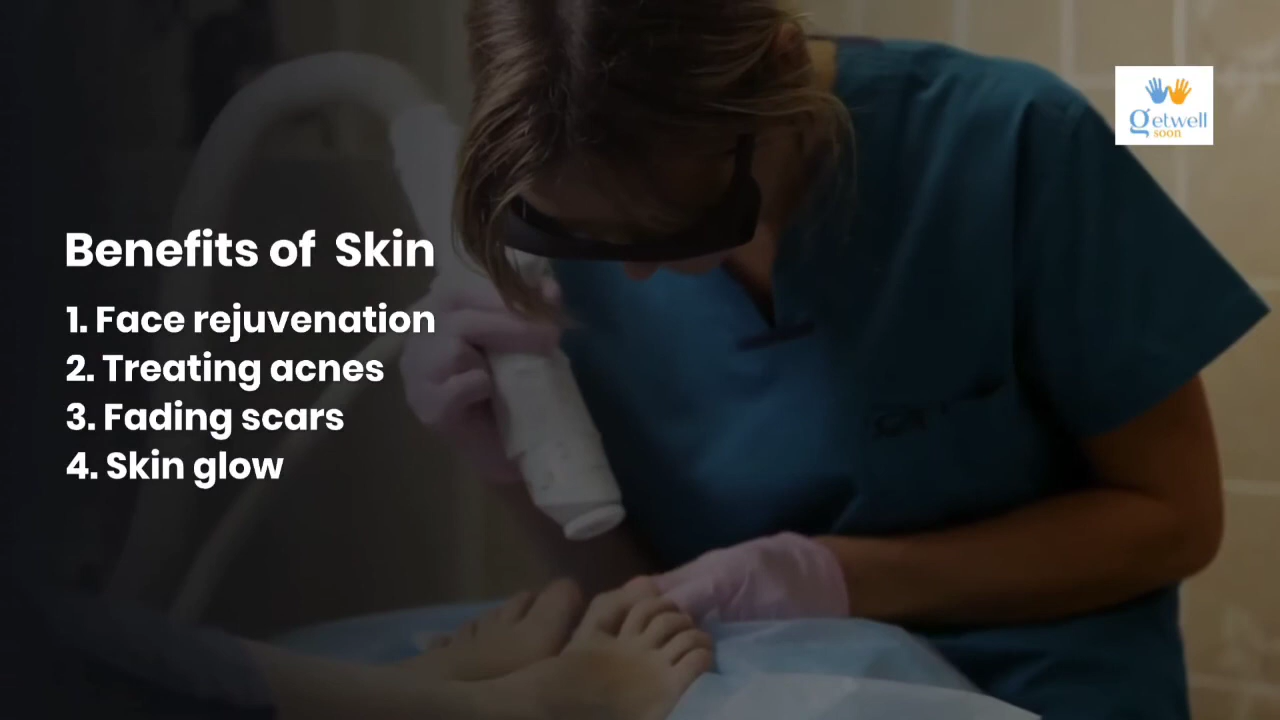 Benefits of Skin
1. Face rejuvenation
2. Treating acnes
3. Fading scars
4. Skin glow
getwell
soon